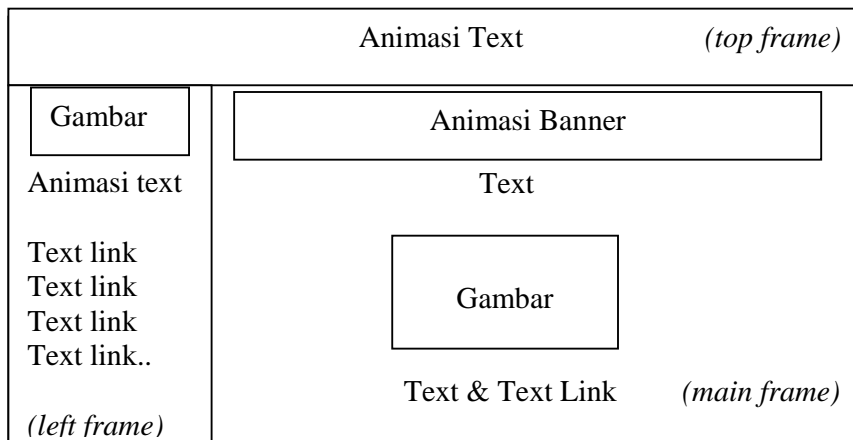 Animasi Text (top frame)
Gambar
Animasi text
Text link
Text link
Text link
Text link..
(left frame)
Animasi Banner
Text
Gambar
Text & Text Link (main frame)